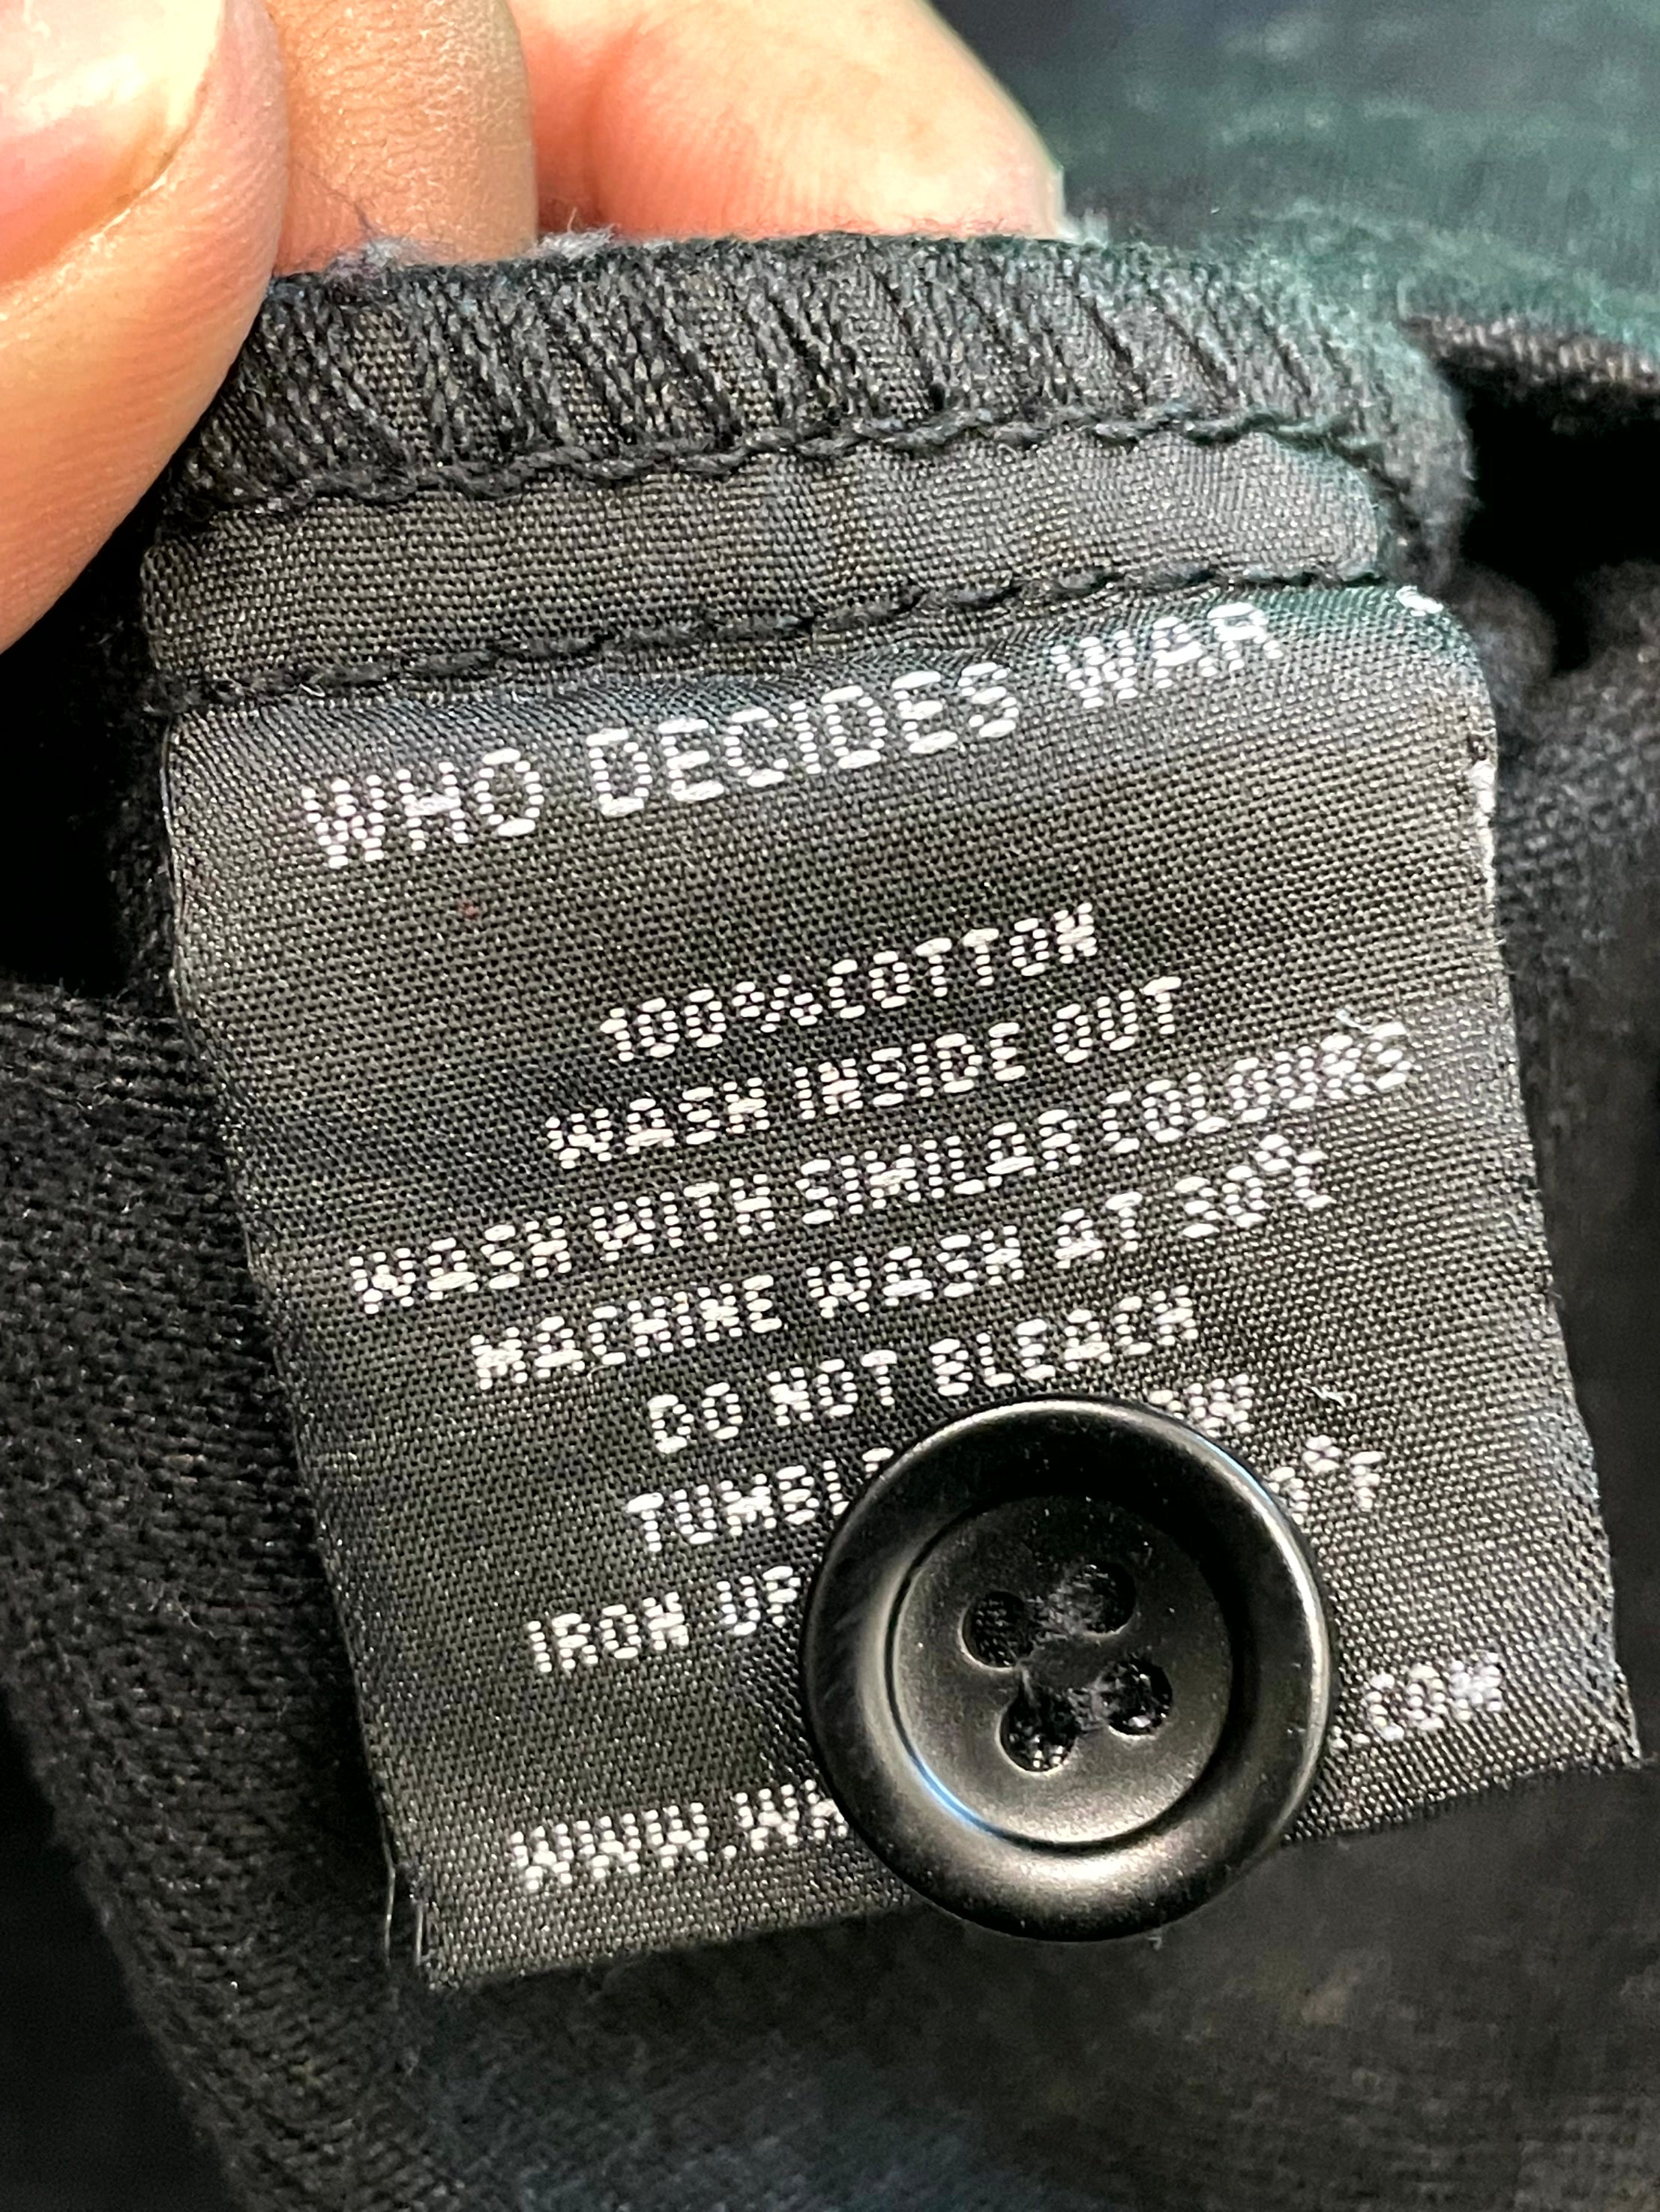 WHO DECIDES WAR
100%COTTON
WASH INSIDE OUT
WASH WITH SIMILAR COLOURS
MACHINE WASH AT 30°C
DO NOT BLEACH
IRON